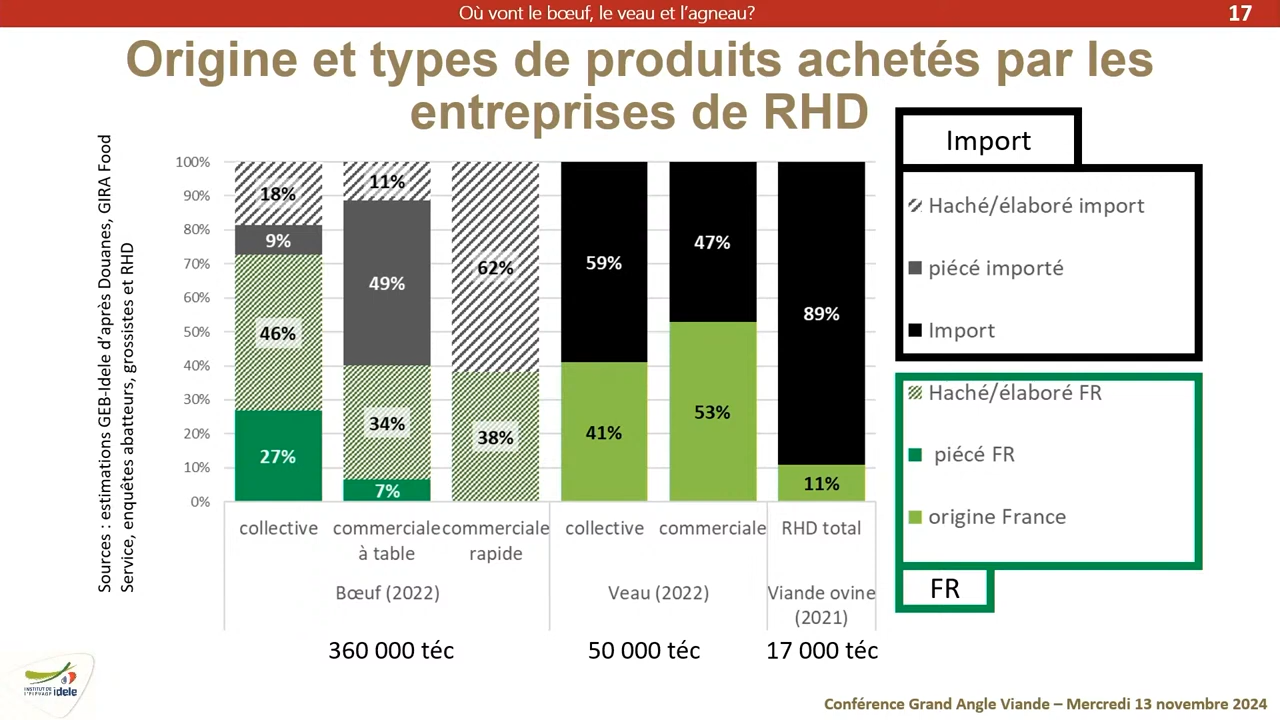 Où vont le bœuf, le veau et l’agneau?
17
Origine et types de produits achetés par les
entreprises de RHD
Sources : estimations GEB-Idele d’après Douanes, GIRA Food
Service, enquêtes abatteurs, grossistes et RHD
100%
90%
80%
70%
60%
50%
40%
30%
20%
10%
0%
18%
9%
46%
27%
11%
49%
34%
7%
62%
38%
59%
41%
47%
53%
89%
11%
collective
commerciale
à table
commerciale
rapide
collective
commerciale
RHD total
Bœuf (2022)
Veau (2022)
Viande ovine
(2021)
360 000 téc
50 000 téc
17 000 téc
Import
Haché/élaboré import
piécé importé
Import
Haché/élaboré FR
piécé FR
origine France
FR
INSTITUT DE
L'ÉLEVAGE idele
Conférence Grand Angle Viande – Mercredi 13 novembre 2024